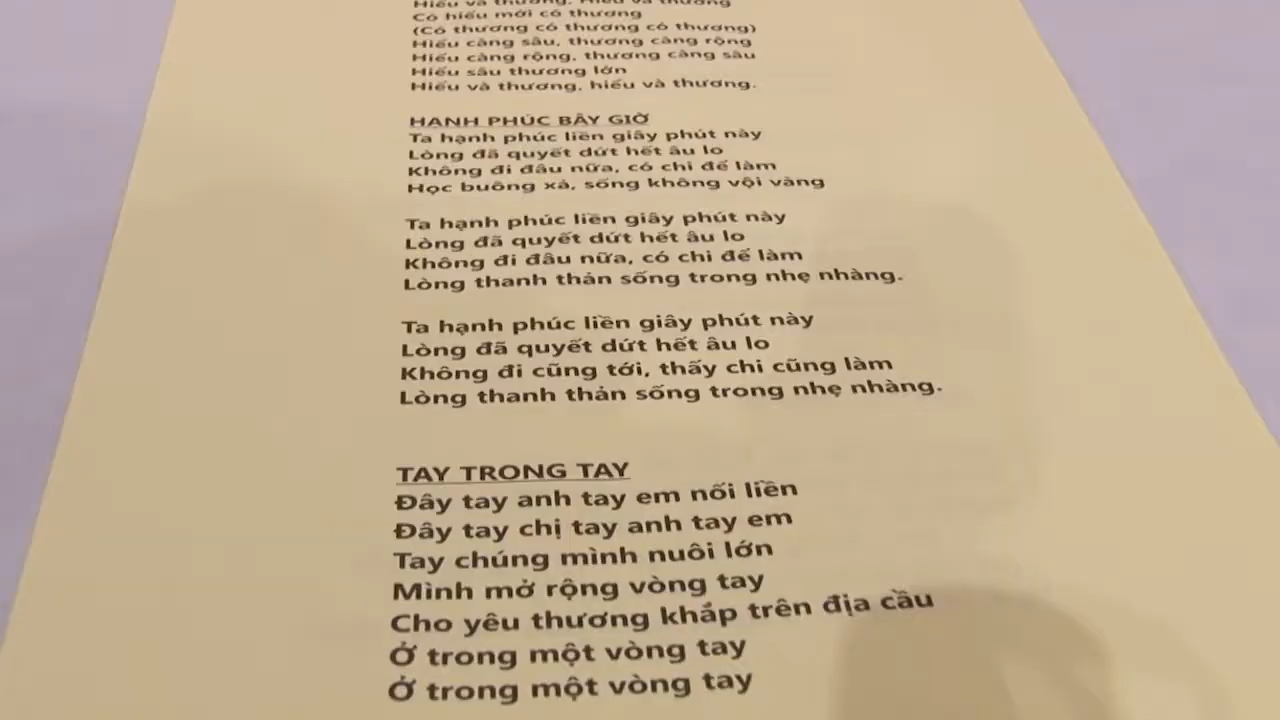 Hiểu và thương, hiểu và thương
Có hiểu mới có thương
(Có thương có thương có thương)
Hiểu càng sâu, thương càng rộng
Hiểu càng rộng, thương càng sâu
Hiểu sâu thương lớn
Hiểu và thương, hiểu và thương.
HẠNH PHÚC BÂY GIỜ
Ta hạnh phúc liền giây phút này
Lòng đã quyết dứt hết âu lo
Không đi đâu nữa, có chi để làm
Học buông xả, sống không vội vàng
Ta hạnh phúc liền giây phút này
Lòng đã quyết dứt hết âu lo
Không đi đâu nữa, có chi để làm
Lòng thanh thản sống trong nhẹ nhàng.
Ta hạnh phúc liền giây phút này
Lòng đã quyết dứt hết âu lo
Không đi cũng tới, thấy chi cũng làm
Lòng thanh thản sống trong nhẹ nhàng.
TAY TRONG TAY
Đây tay anh tay em nối liền
Đây tay chị tay anh tay em
Tay chúng mình nuôi lớn
Mình mở rộng vòng tay
Cho yêu thương khắp trên địa cầu
Ở trong một vòng tay
Ở trong một vòng tay